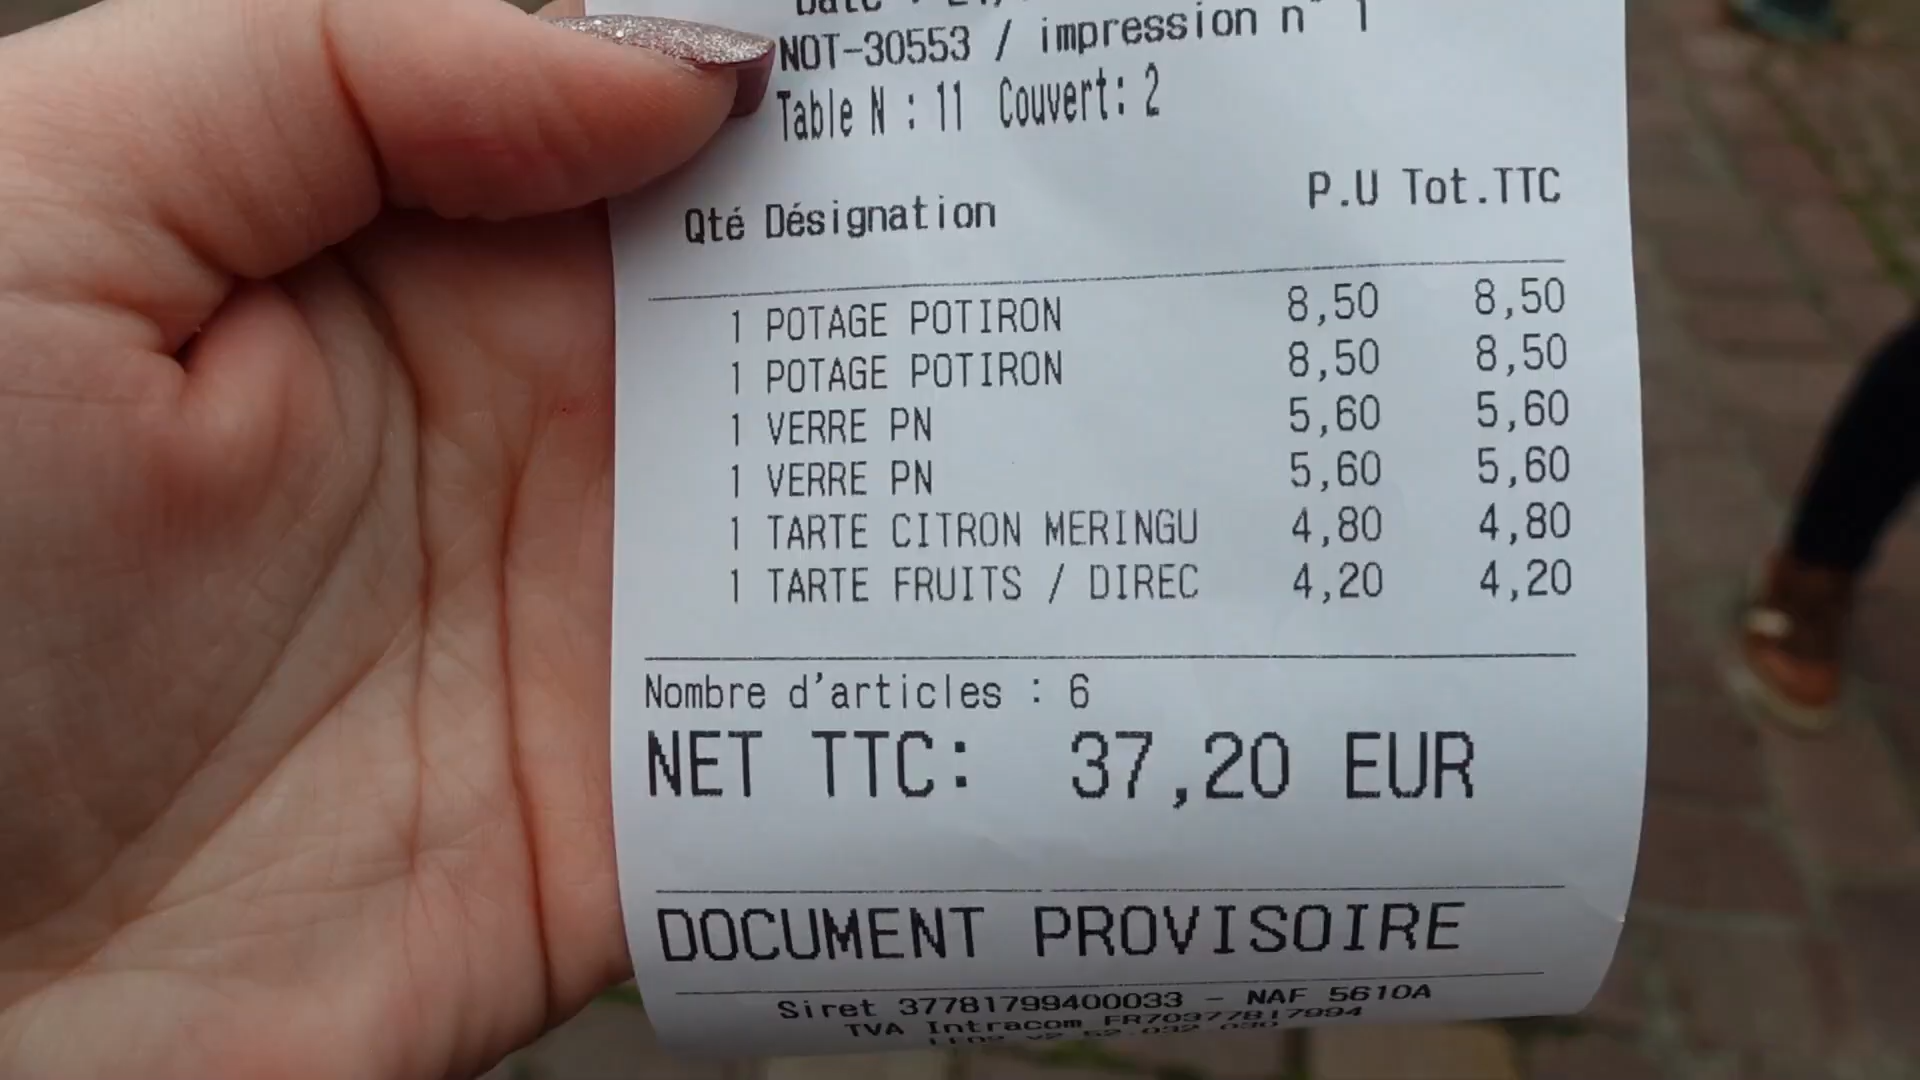 NOT-30553 / impression n° 1
Table N : 11 Couvert: 2
Qté Désignation P.U Tot.TTC
1 POTAGE POTIRON 8,50 8,50
1 POTAGE POTIRON 8,50 8,50
1 VERRE PN 5,60 5,60
1 VERRE PN 5,60 5,60
1 TARTE CITRON MERINGU 4,80 4,80
1 TARTE FRUITS / DIREC 4,20 4,20
Nombre d'articles : 6
NET TTC: 37,20 EUR
DOCUMENT PROVISOIRE
Siret 37781799400033 - NAF 5610A
TVA Intracom FR70377817994